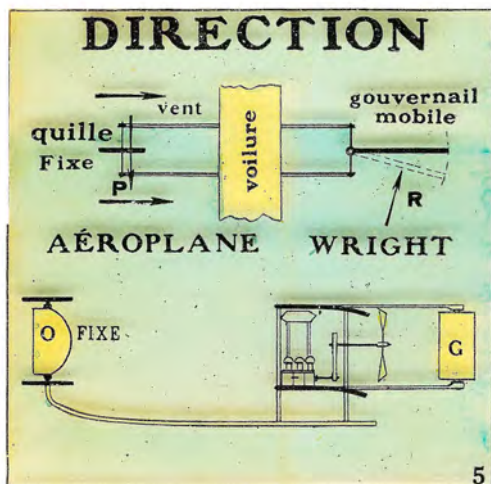 DIRECTION
vent
gouvernail
mobile
quille
Fixe
voilure
P
R
AÉROPLANE WRIGHT
O FIXE
G
5